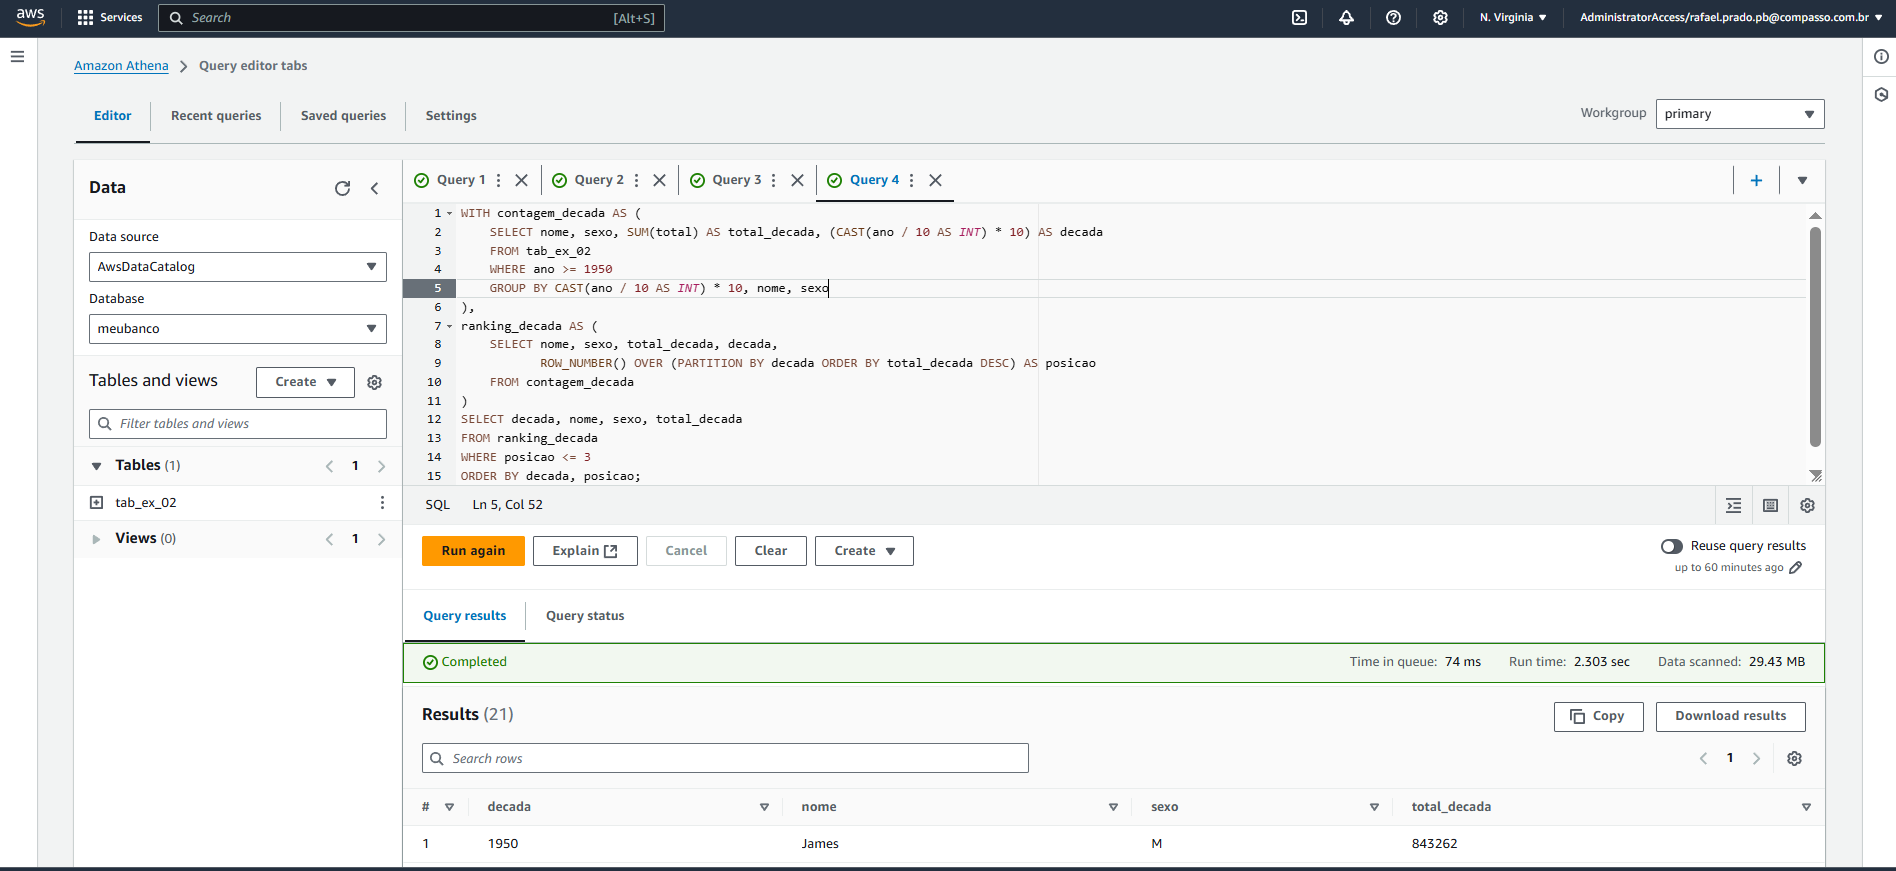 aws Services Search [Alt+S] N. Virginia AdministratorAccess/rafael.prado.pb@compasso.com.br
Amazon Athena Query editor tabs
Editor Recent queries Saved queries Settings
Workgroup primary
Data
Data source
AwsDataCatalog
Database
meubanco
Tables and views Create
Filter tables and views
Tables (1) 1
tab_ex_02
Views (0) 1
Query 1 Query 2 Query 3 Query 4
1 WITH contagem_decada AS (
2 SELECT nome, sexo, SUM(total) AS total_decada, (CAST(ano / 10 AS INT) * 10) AS decada
3 FROM tab_ex_02
4 WHERE ano >= 1950
5 GROUP BY CAST(ano / 10 AS INT) * 10, nome, sexo
6 ),
7 ranking_decada AS (
8 SELECT nome, sexo, total_decada, decada,
9 ROW_NUMBER() OVER (PARTITION BY decada ORDER BY total_decada DESC) AS posicao
10 FROM contagem_decada
11 )
12 SELECT decada, nome, sexo, total_decada
13 FROM ranking_decada
14 WHERE posicao <= 3
15 ORDER BY decada, posicao;
SQL Ln 5, Col 52
Run again Explain Cancel Clear Create
Reuse query results
up to 60 minutes ago
Query results Query status
Completed Time in queue: 74 ms Run time: 2.303 sec Data scanned: 29.43 MB
Results (21) Copy Download results
Search rows 1
# decada nome sexo total_decada
1 1950 James M 843262